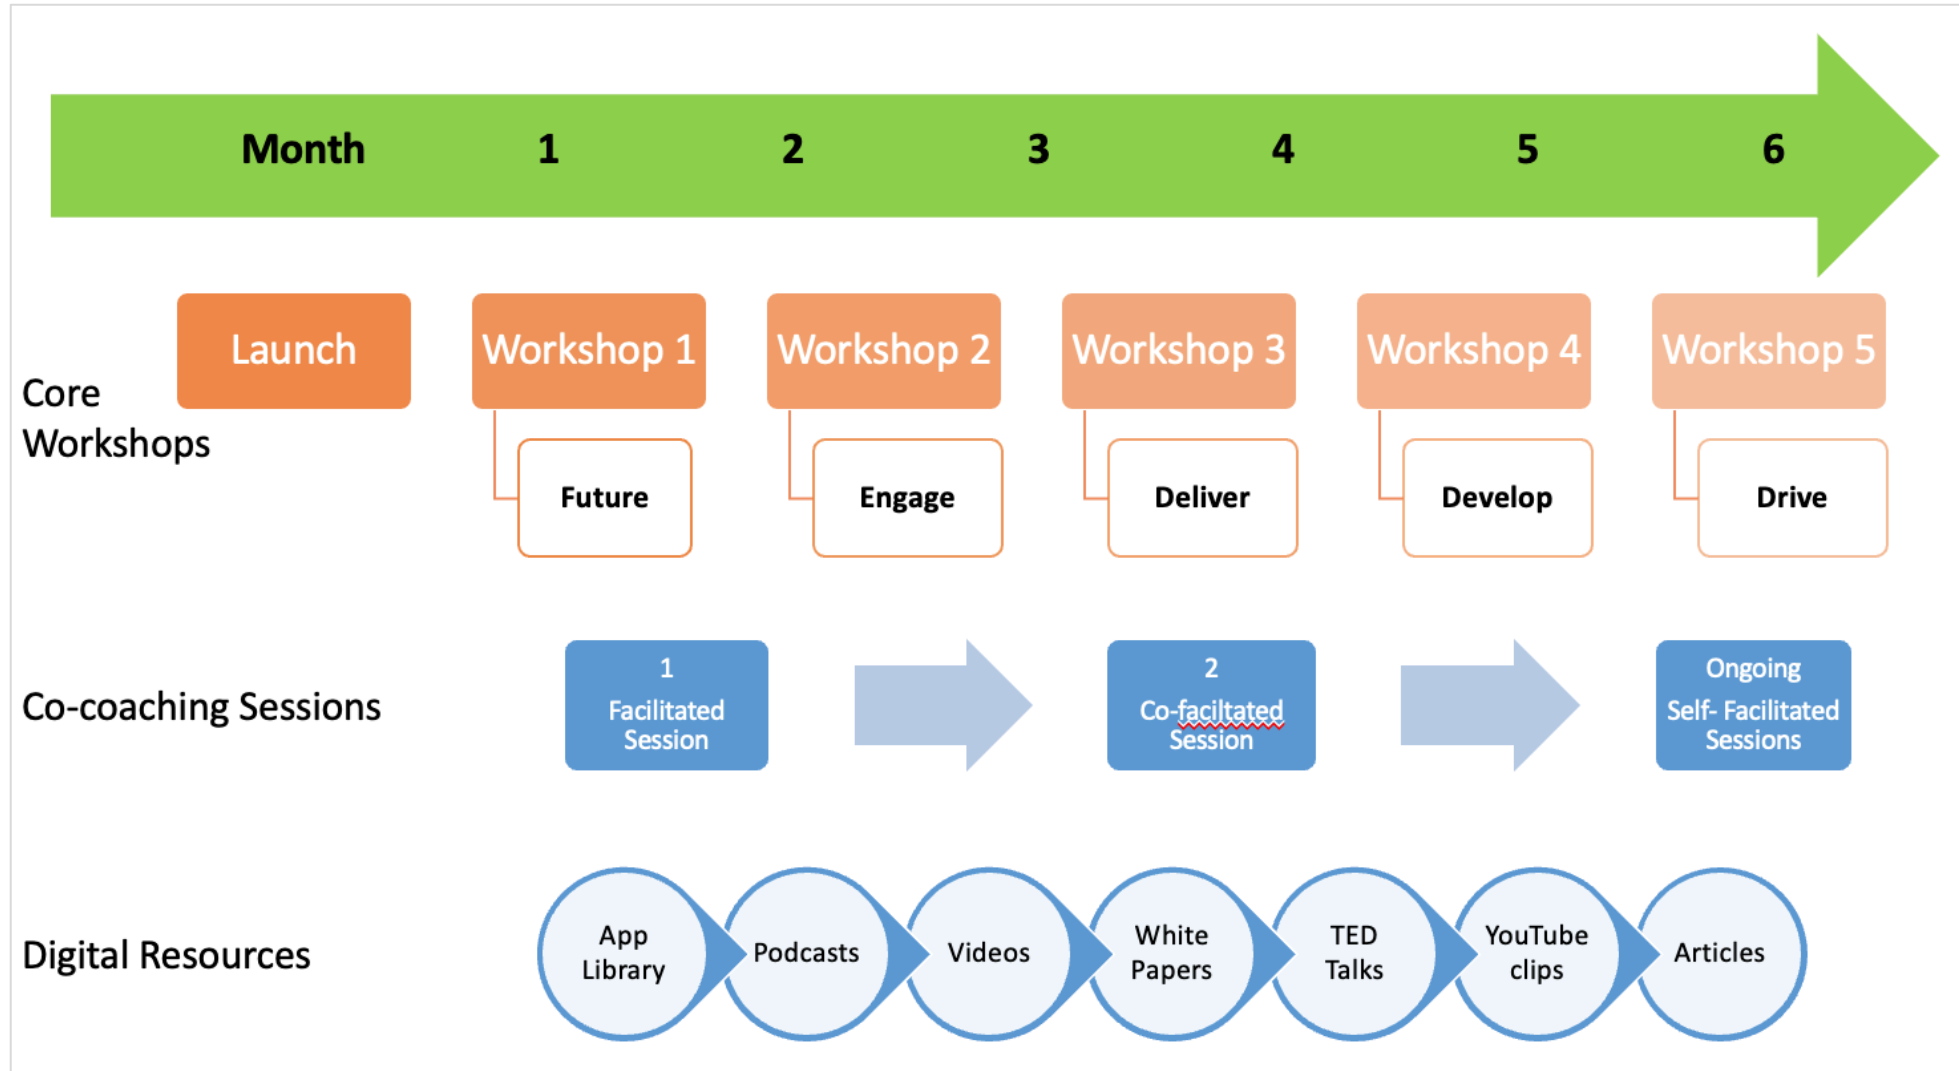 Month 1 2 3 4 5 6
Launch Workshop 1 Workshop 2 Workshop 3 Workshop 4 Workshop 5
Core
Workshops
Future Engage Deliver Develop Drive
Co-coaching Sessions
1
Facilitated
Session
2
Co-faciltated
Session
Ongoing
Self- Facilitated
Sessions
Digital Resources
App
Library
Podcasts
Videos
White
Papers
TED
Talks
YouTube
clips
Articles